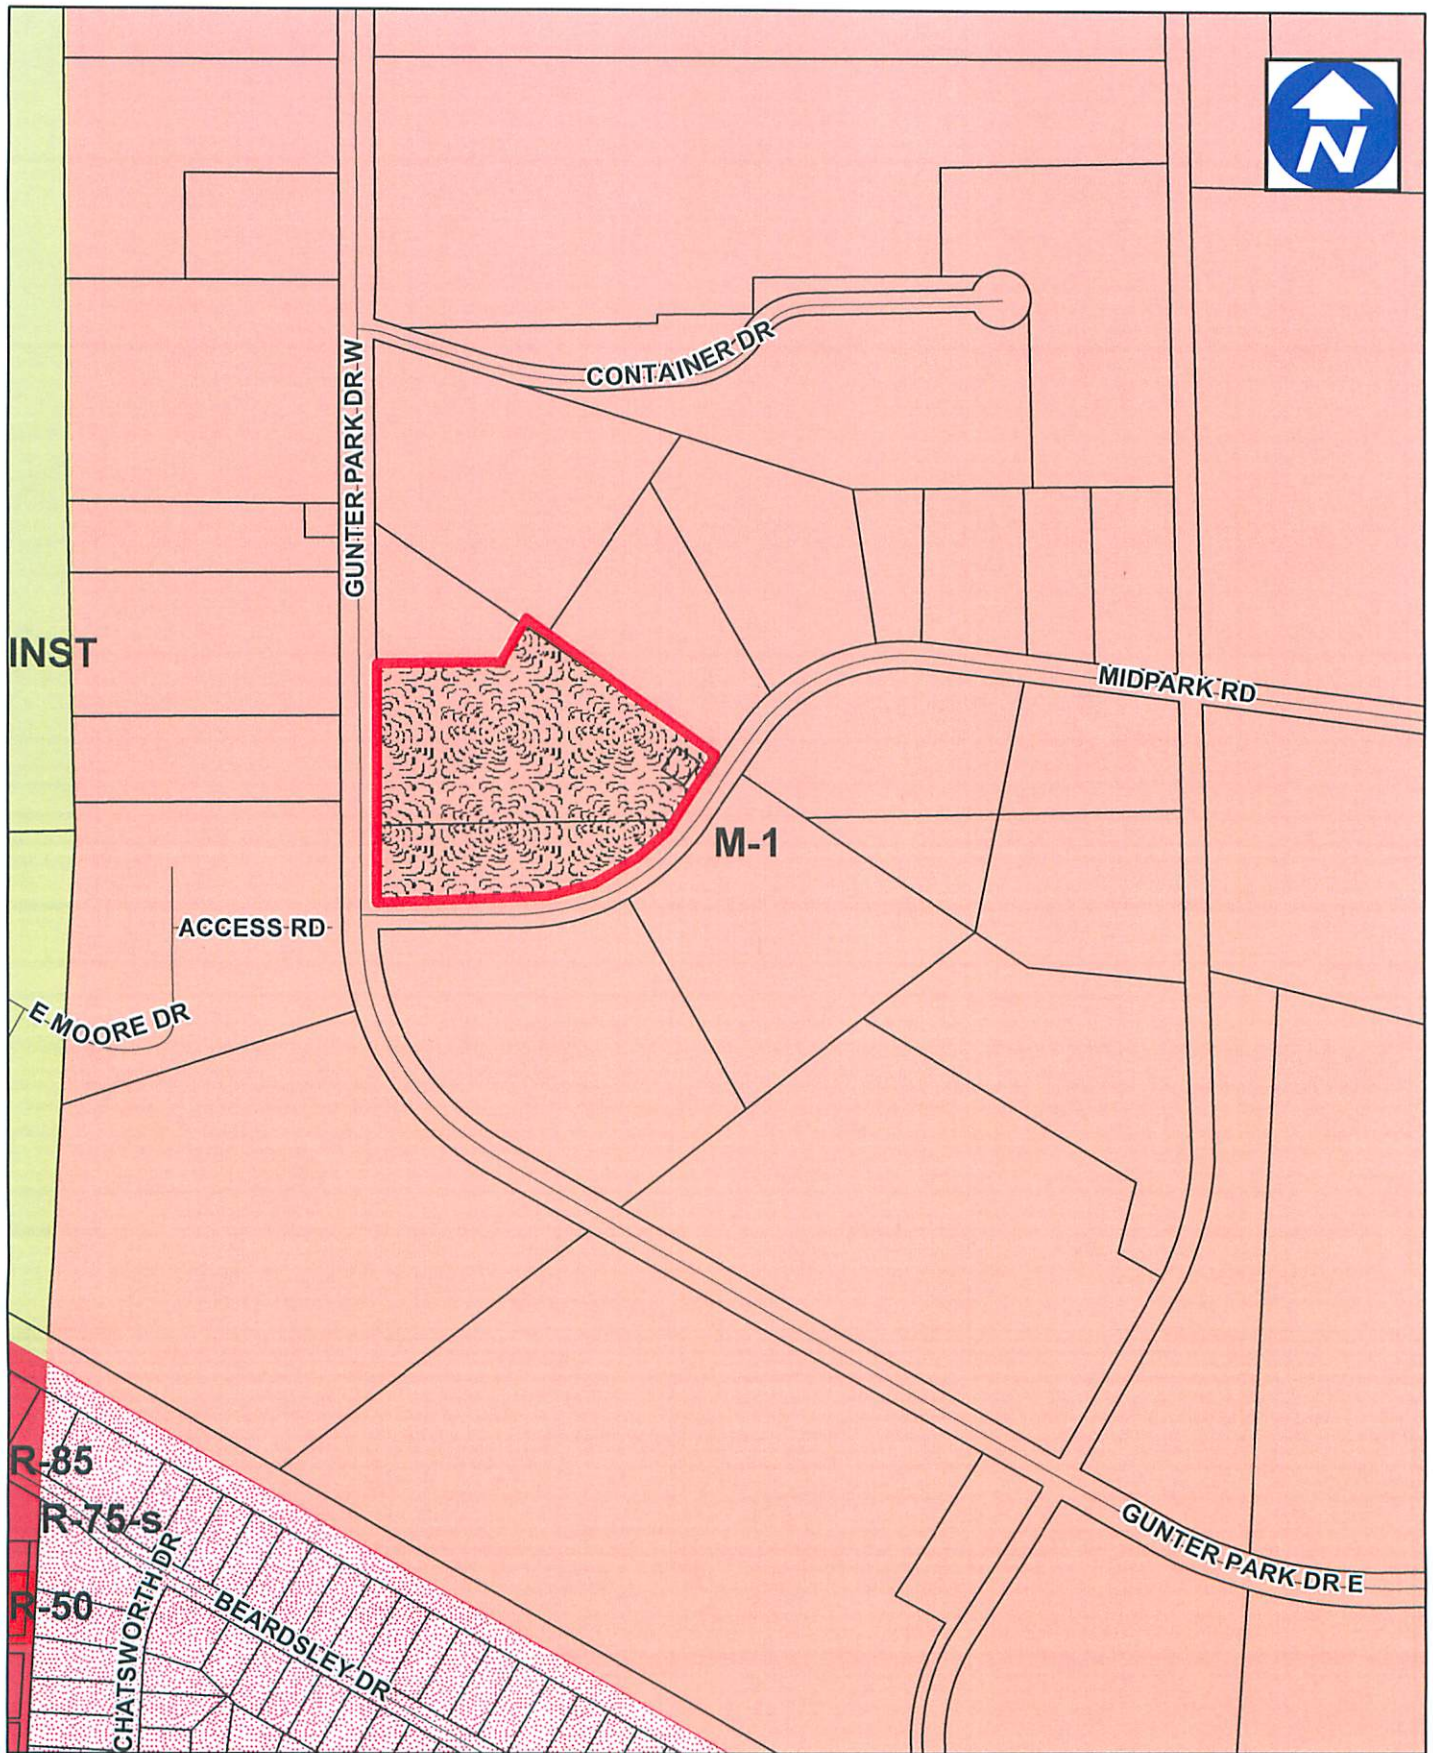 N
CONTAINER DR
GUNTER PARK DR W
INST
MIDPARK RD
M-1
ACCESS RD
E MOORE DR
R-85
R-75-s
GUNTER PARK DR E
R-50
CHATSWORTH DR
BEARDSLEY DR